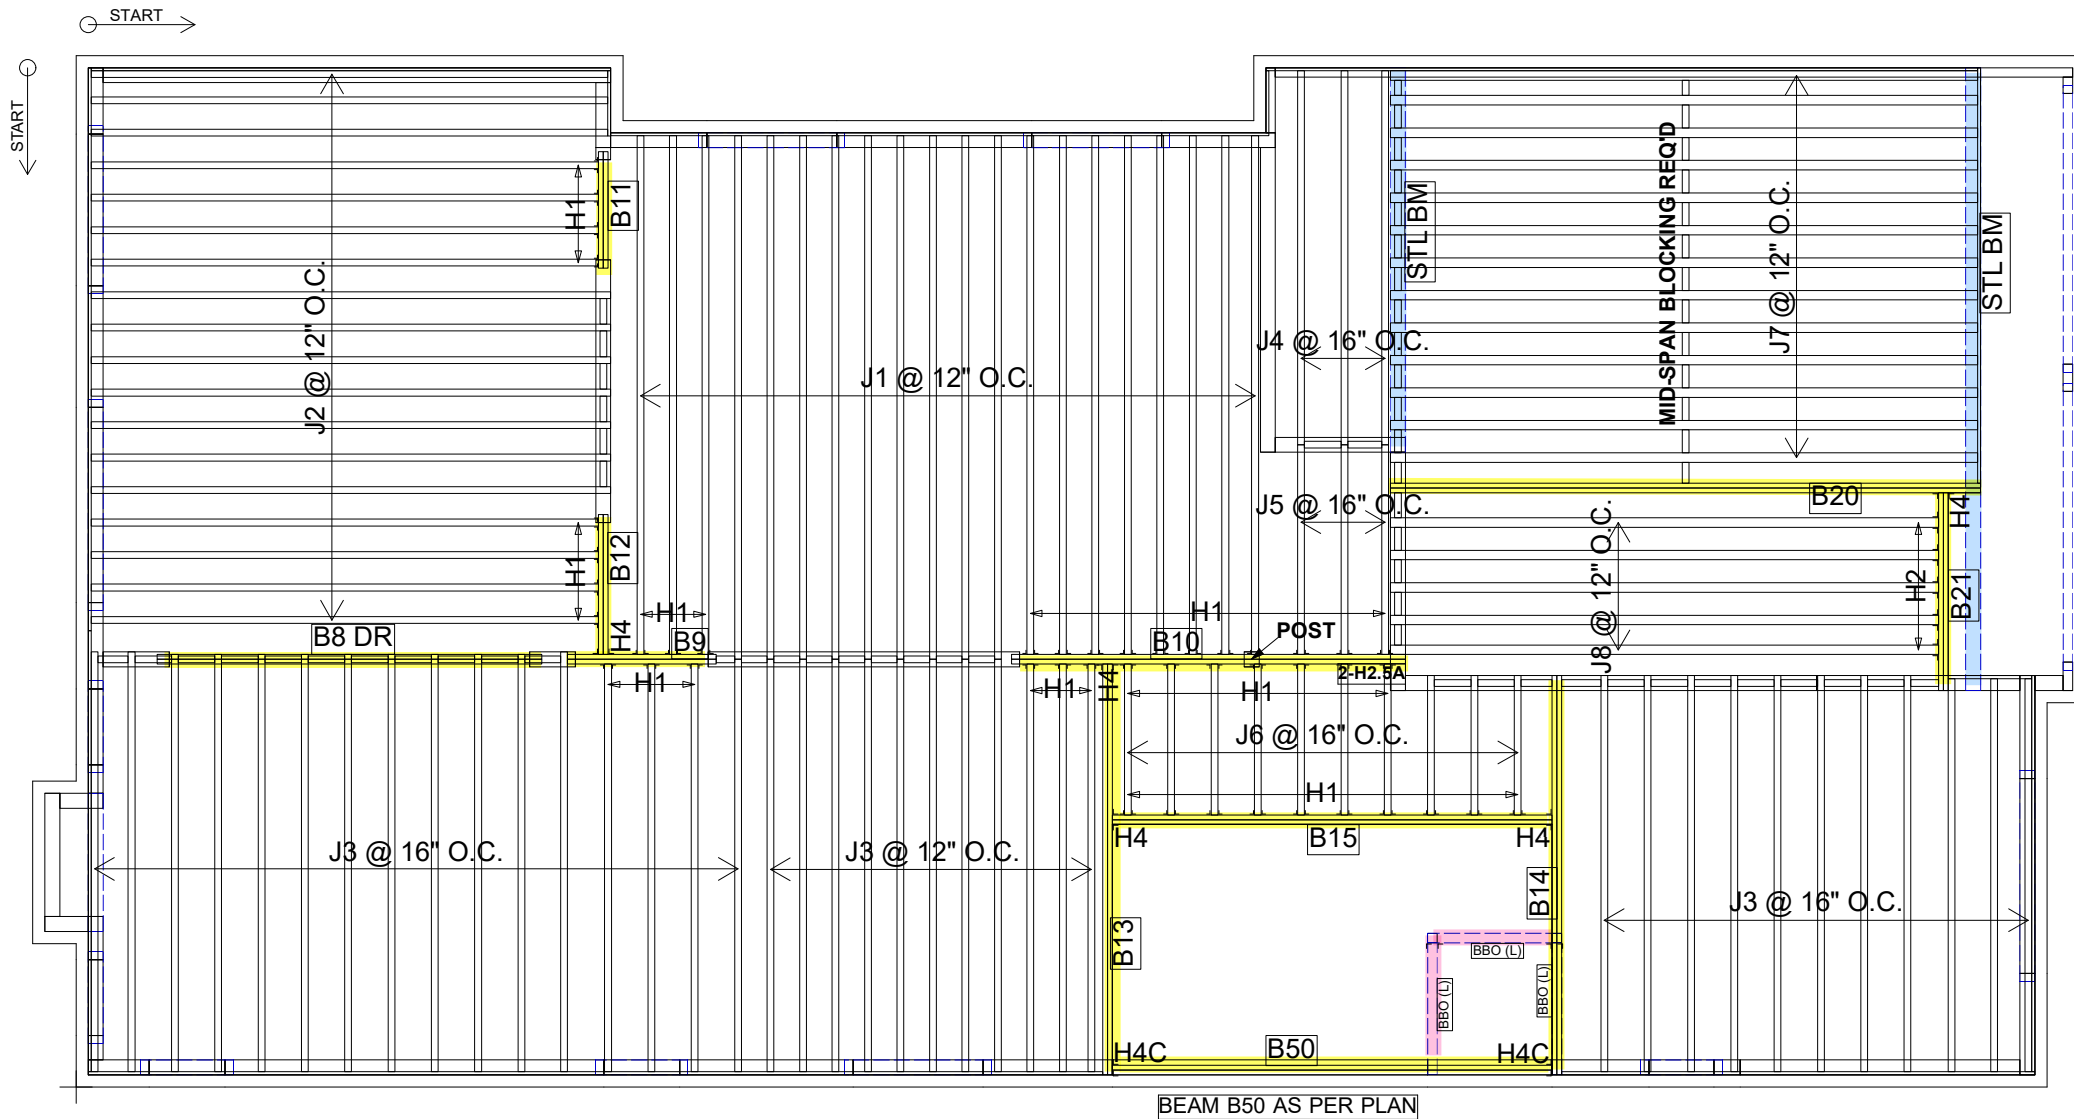 START
START
J2 @ 12" O.C.
H1
B11
J1 @ 12" O.C.
J4 @ 16" O.C.
STL BM
MID-SPAN BLOCKING REQ'D
J7 @ 12" O.C.
STL BM
J5 @ 16" O.C.
B20
H4
H1
B12
H4
H1
B9
B8 DR
H1
B10
POST
2-H2.5A
J8 @ 12" O.C.
H2
B21
H1
H1
H4
H1
J6 @ 16" O.C.
H1
H4
B15
H4
J3 @ 16" O.C.
J3 @ 12" O.C.
B13
B14
J3 @ 16" O.C.
BBO (L)
BBO (L)
BBO (L)
H4C
B50
H4C
BEAM B50 AS PER PLAN